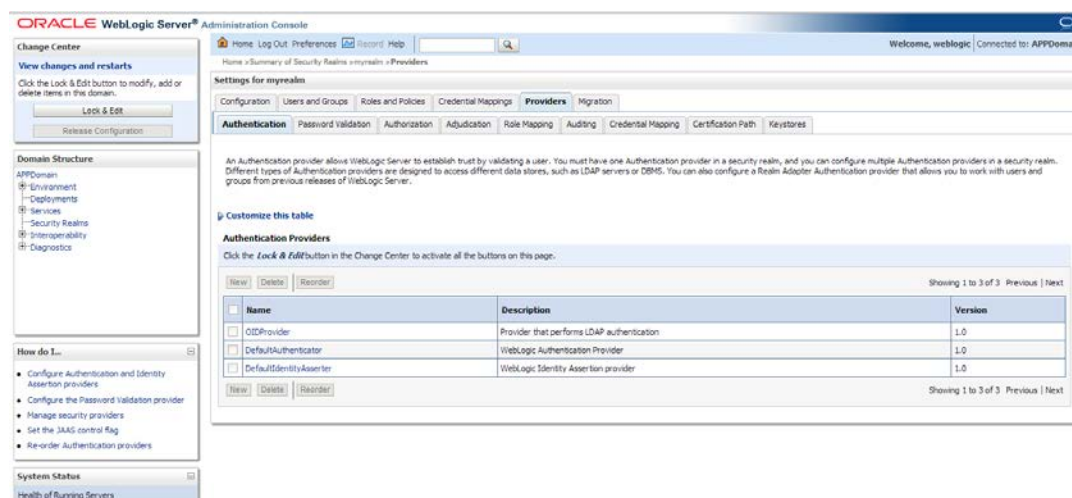 ORACLE WebLogic Server® Administration Console
Change Center
View changes and restarts
Click the Lock & Edit button to modify, add or
delete items in this domain.
Lock & Edit
Release Configuration
Domain Structure
APPDomain
Environment
Deployments
Services
Security Realms
Interoperability
Diagnostics
How do I...
Configure Authentication and Identity
Assertion providers
Configure the Password Validation provider
Manage security providers
Set the JAAS control flag
Re-order Authentication providers
System Status
Health of Running Servers
Home Log Out Preferences Record Help
Welcome, weblogic Connected to: APPDoma
Home >Summary of Security Realms >myrealm >Providers
Settings for myrealm
Configuration Users and Groups Roles and Policies Credential Mappings Providers Migration
Authentication Password Validation Authorization Adjudication Role Mapping Auditing Credential Mapping Certification Path Keystores
An Authentication provider allows WebLogic Server to establish trust by validating a user. You must have one Authentication provider in a security realm, and you can configure multiple Authentication providers in a security realm.
Different types of Authentication providers are designed to access different data stores, such as LDAP servers or DBMS. You can also configure a Realm Adapter Authentication provider that allows you to work with users and
groups from previous releases of WebLogic Server.
Customize this table
Authentication Providers
Click the Lock & Edit button in the Change Center to activate all the buttons on this page.
New Delete Reorder Showing 1 to 3 of 3 Previous | Next
Name Description Version
OIDProvider Provider that performs LDAP authentication 1.0
DefaultAuthenticator WebLogic Authentication Provider 1.0
DefaultIdentityAsserter WebLogic Identity Assertion provider 1.0
New Delete Reorder Showing 1 to 3 of 3 Previous | Next